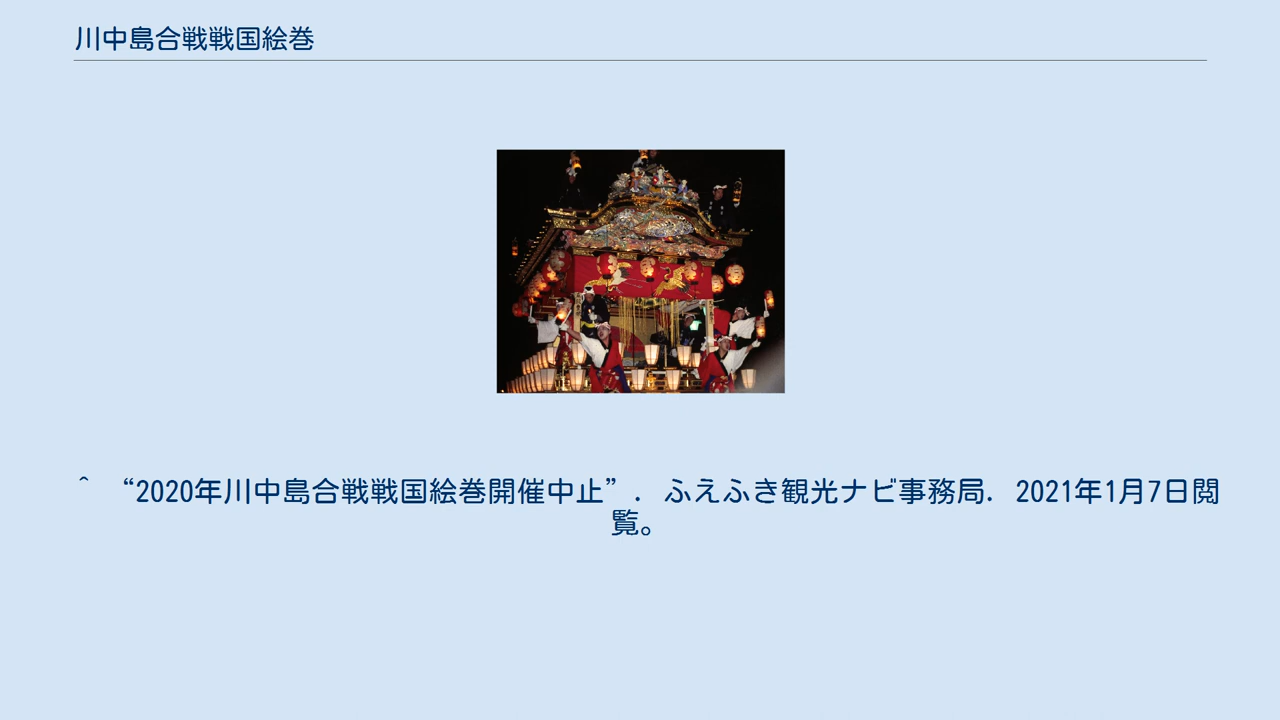 川中島合戦戦国絵巻
^ “2020年川中島合戦戦国絵巻開催中止”. ふえふき観光ナビ事務局. 2021年1月7日閲
覧。